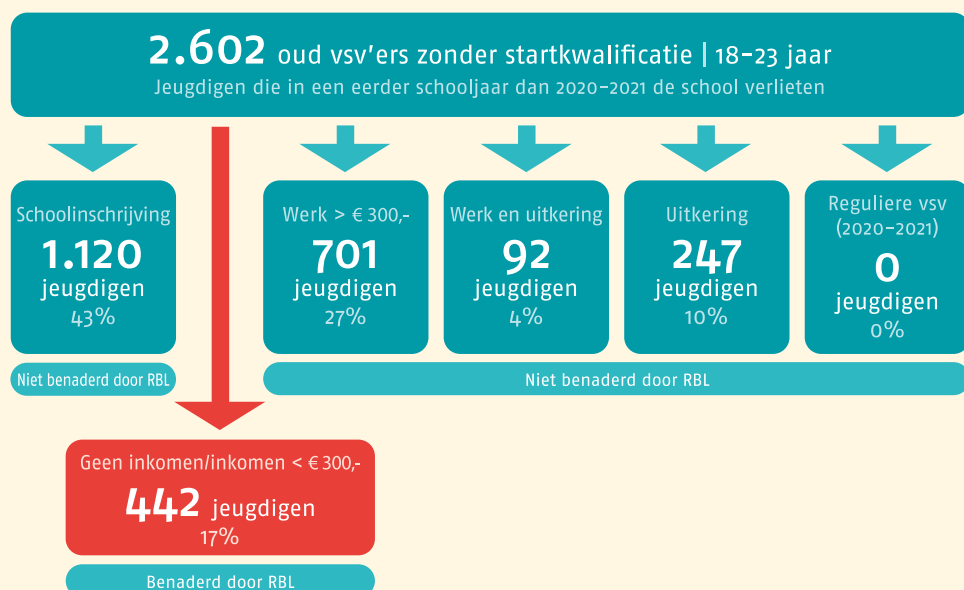 2.602 oud vsv'ers zonder startkwalificatie | 18-23 jaar
Jeugdigen die in een eerder schooljaar dan 2020-2021 de school verlieten
Schoolinschrijving
1.120
jeugdigen
43%
Niet benaderd door RBL
Werk > € 300,-
701
jeugdigen
27%
Werk en uitkering
92
jeugdigen
4%
Uitkering
247
jeugdigen
10%
Reguliere vsv
(2020-2021)
0
jeugdigen
0%
Niet benaderd door RBL
Geen inkomen/inkomen < € 300,-
442 jeugdigen
17%
Benaderd door RBL